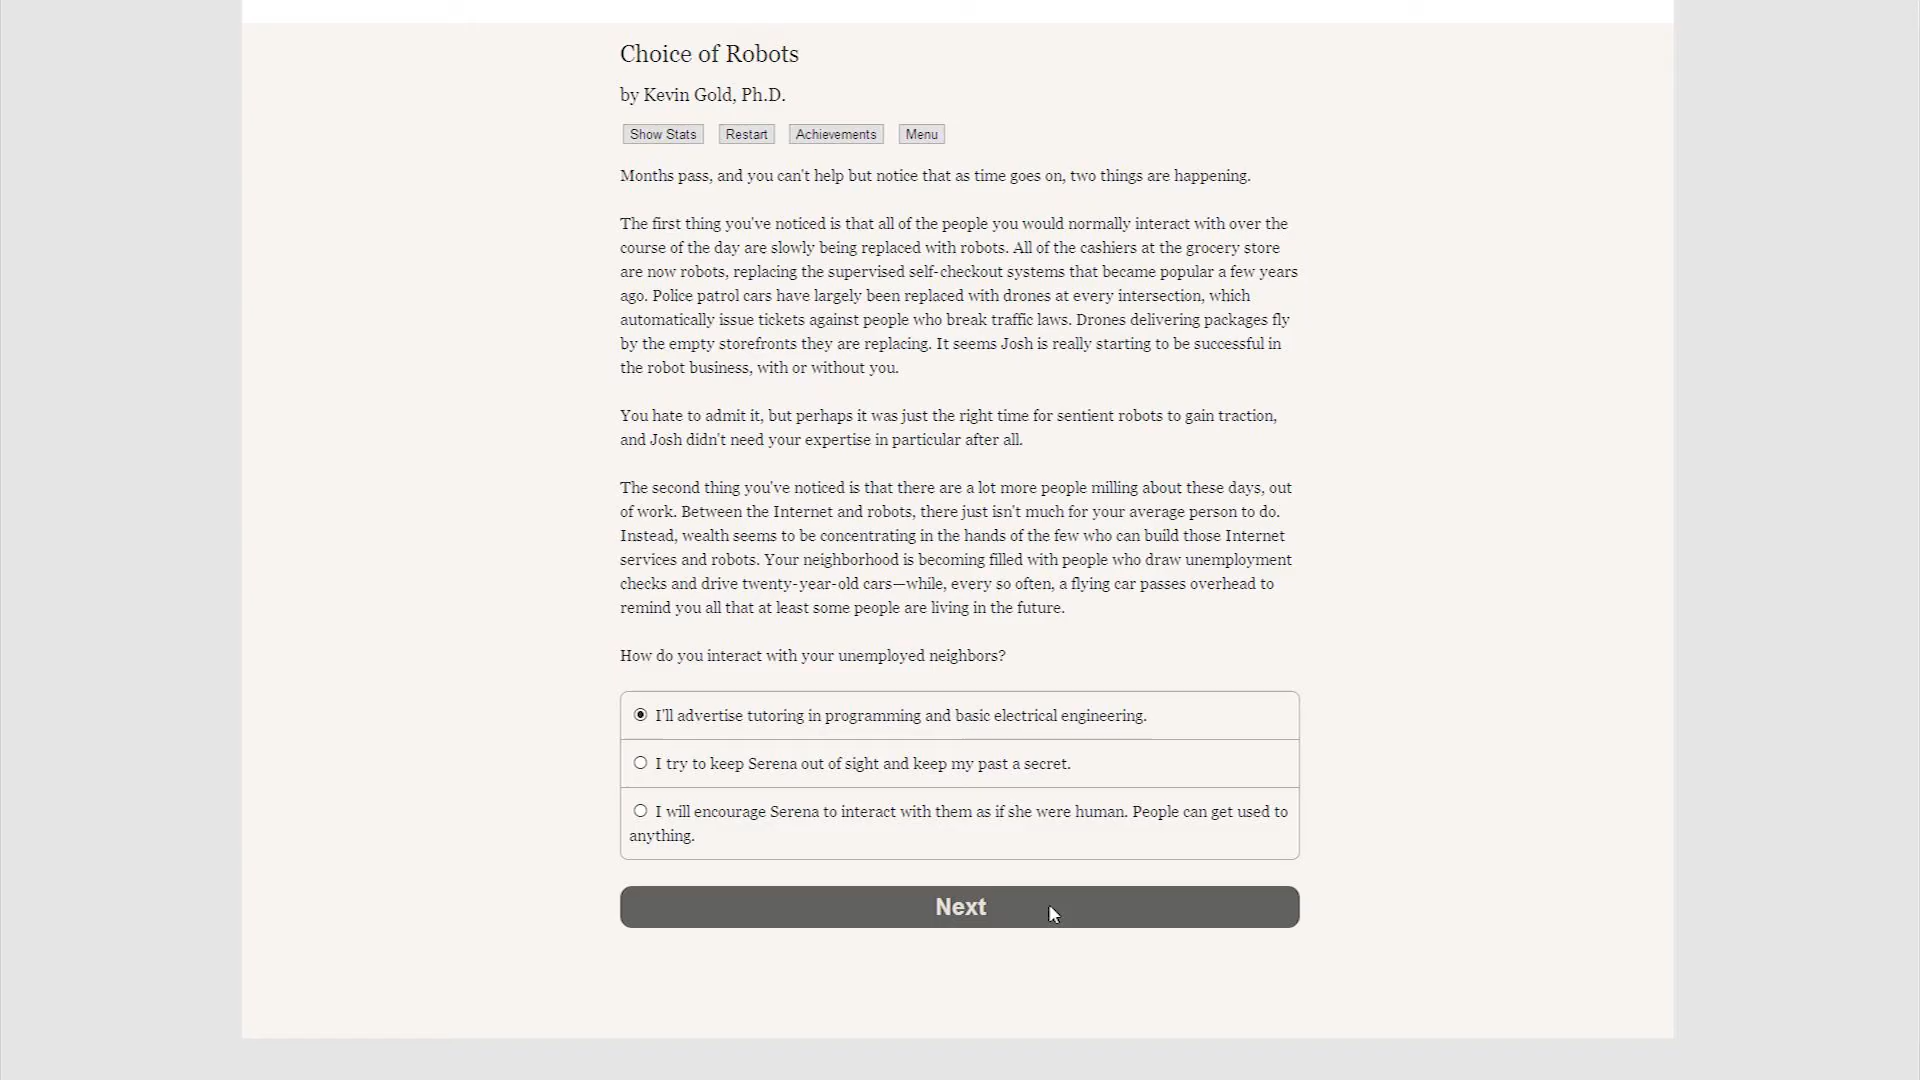 Choice of Robots
by Kevin Gold, Ph.D.
Show Stats Restart Achievements Menu
Months pass, and you can't help but notice that as time goes on, two things are happening.
The first thing you've noticed is that all of the people you would normally interact with over the
course of the day are slowly being replaced with robots. All of the cashiers at the grocery store
are now robots, replacing the supervised self-checkout systems that became popular a few years
ago. Police patrol cars have largely been replaced with drones at every intersection, which
automatically issue tickets against people who break traffic laws. Drones delivering packages fly
by the empty storefronts they are replacing. It seems Josh is really starting to be successful in
the robot business, with or without you.
You hate to admit it, but perhaps it was just the right time for sentient robots to gain traction,
and Josh didn't need your expertise in particular after all.
The second thing you've noticed is that there are a lot more people milling about these days, out
of work. Between the Internet and robots, there just isn't much for your average person to do.
Instead, wealth seems to be concentrating in the hands of the few who can build those Internet
services and robots. Your neighborhood is becoming filled with people who draw unemployment
checks and drive twenty-year-old cars—while, every so often, a flying car passes overhead to
remind you all that at least some people are living in the future.
How do you interact with your unemployed neighbors?
I'll advertise tutoring in programming and basic electrical engineering.
I try to keep Serena out of sight and keep my past a secret.
I will encourage Serena to interact with them as if she were human. People can get used to
anything.
Next